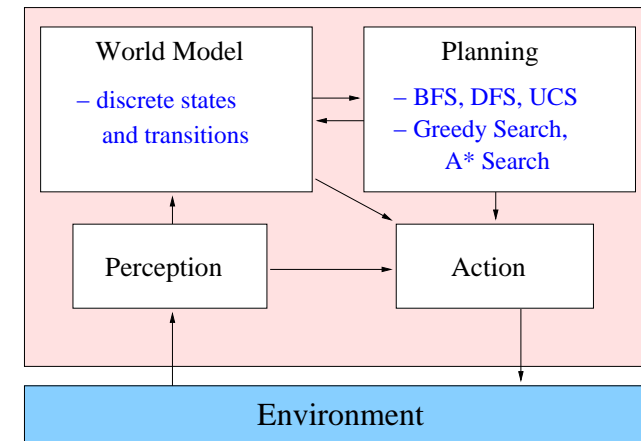 World Model
– discrete states
and transitions
Planning
– BFS, DFS, UCS
– Greedy Search,
A* Search
Perception
Action
Environment